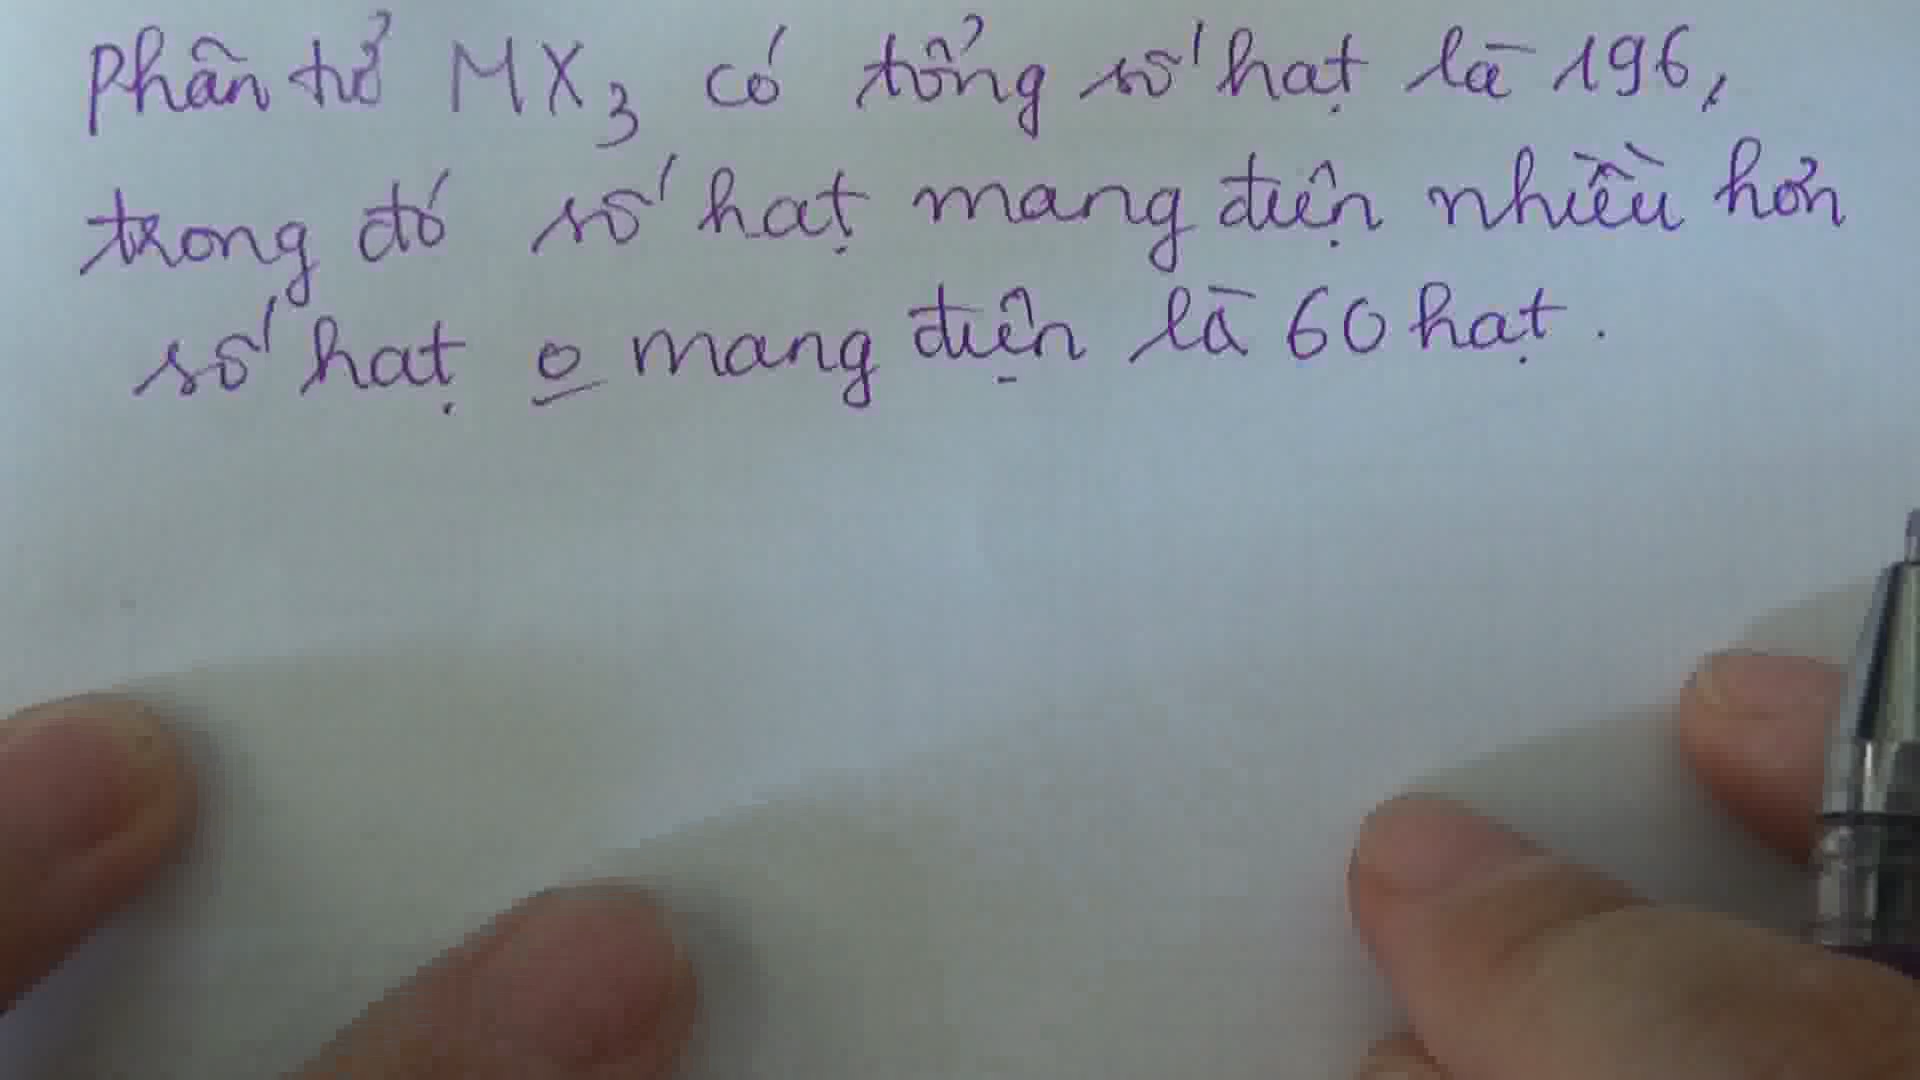 Phân tử MX3 có tổng số hạt là 196,
trong đó số hạt mang điện nhiều hơn
số hạt o mang điện là 60 hạt.